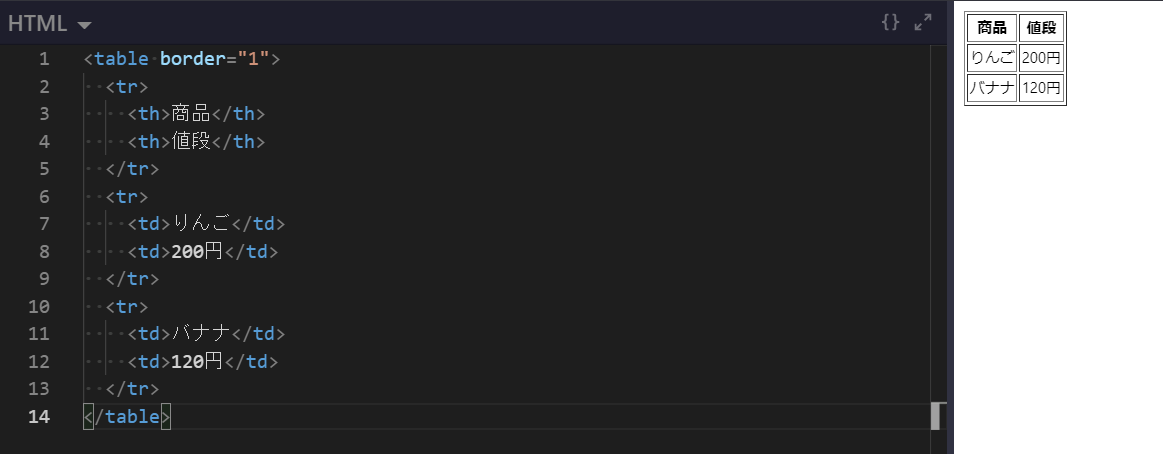 HTML
{}
1 <table border="1">
2 <tr>
3 <th>商品</th>
4 <th>値段</th>
5 </tr>
6 <tr>
7 <td>りんご</td>
8 <td>200円</td>
9 </tr>
10 <tr>
11 <td>バナナ</td>
12 <td>120円</td>
13 </tr>
14 </table>
商品 値段
りんご 200円
バナナ 120円